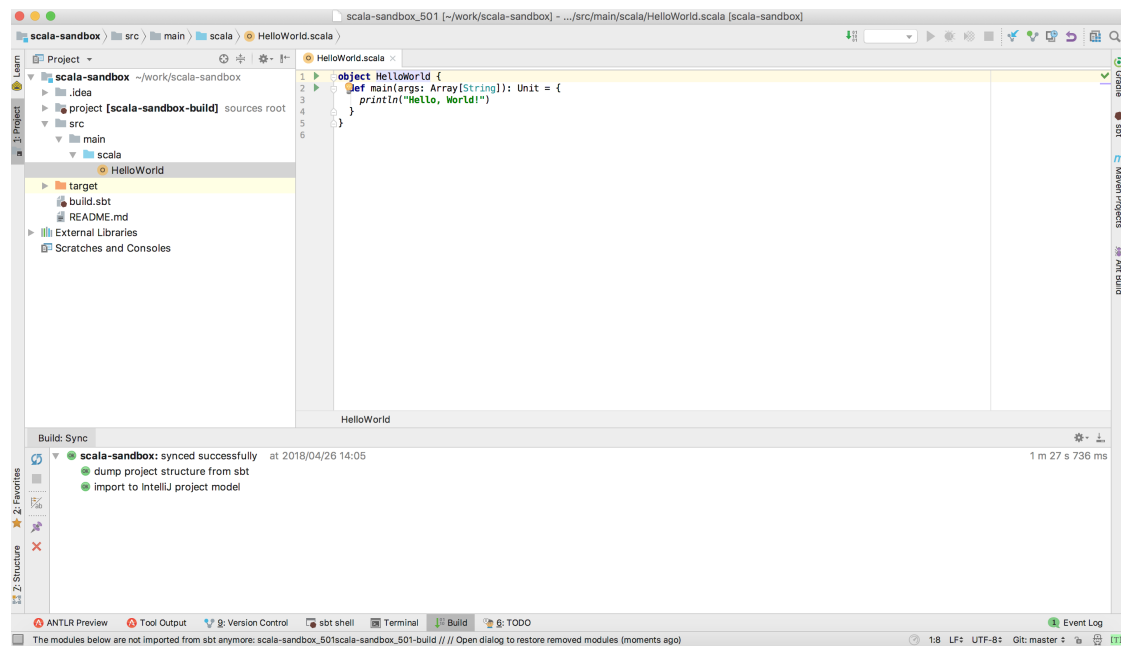 scala-sandbox_501 [~/work/scala-sandbox] - .../src/main/scala/HelloWorld.scala [scala-sandbox]
scala-sandbox src main scala HelloWorld.scala
Learn
1: Project
2: Favorites
7: Structure
Project
scala-sandbox ~/work/scala-sandbox
.idea
project [scala-sandbox-build] sources root
src
main
scala
HelloWorld
target
build.sbt
README.md
External Libraries
Scratches and Consoles
HelloWorld.scala
1 object HelloWorld {
2 def main(args: Array[String]): Unit = {
3 println("Hello, World!")
4 }
5 }
6
HelloWorld
Gradle
sbt
Maven Projects
Ant Build
Build: Sync
scala-sandbox: synced successfully at 2018/04/26 14:05 1 m 27 s 736 ms
dump project structure from sbt
import to IntelliJ project model
ANTLR Preview Tool Output 9: Version Control sbt shell Terminal Build 6: TODO 1 Event Log
The modules below are not imported from sbt anymore: scala-sandbox_501scala-sandbox_501-build // // Open dialog to restore removed modules (moments ago) 1:8 LF UTF-8 Git: master [T]